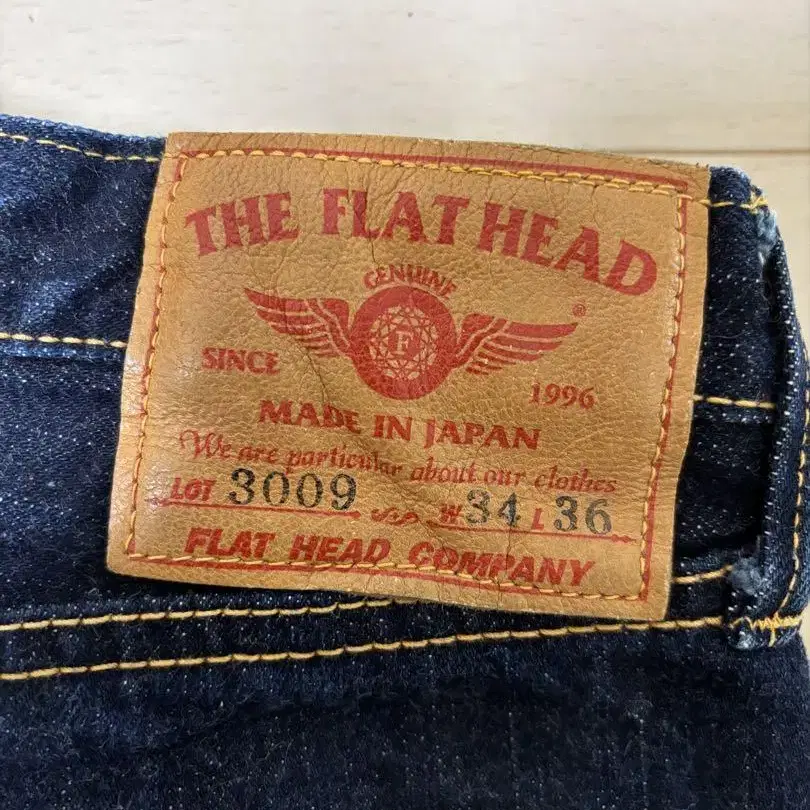 THE FLAT HEAD
GENUINE
F
®
SINCE 1996
MADE IN JAPAN
We are particular about our clothes
LOT 3009 W 34 L 36
FLAT HEAD COMPANY